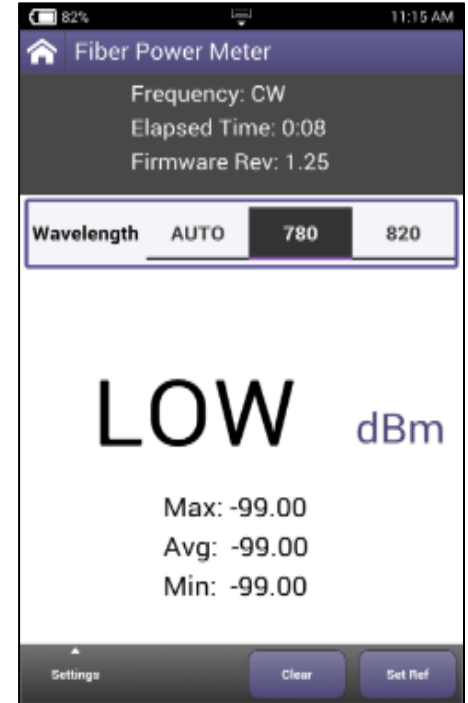 82% 11:15 AM
Fiber Power Meter
Frequency: CW
Elapsed Time: 0:08
Firmware Rev: 1.25
Wavelength AUTO 780 820
LOW dBm
Max: -99.00
Avg: -99.00
Min: -99.00
Settings Clear Set Ref